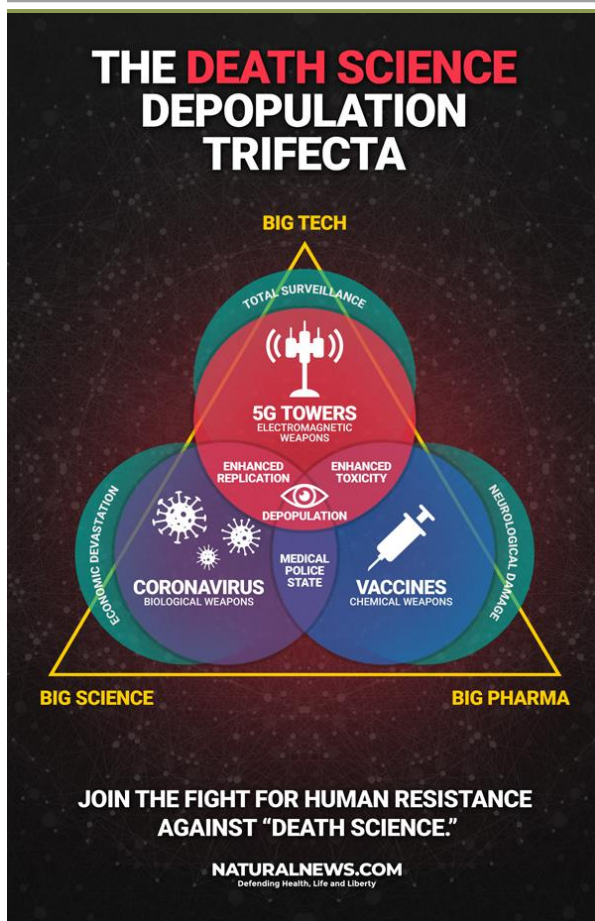 THE DEATH SCIENCE
DEPOPULATION
TRIFECTA
BIG TECH
TOTAL SURVEILLANCE
5G TOWERS
ELECTROMAGNETIC
WEAPONS
ENHANCED
REPLICATION
ENHANCED
TOXICITY
DEPOPULATION
ECONOMIC DEVASTATION
NEUROLOGICAL DAMAGE
MEDICAL
POLICE
STATE
CORONAVIRUS
BIOLOGICAL WEAPONS
VACCINES
CHEMICAL WEAPONS
BIG SCIENCE
BIG PHARMA
JOIN THE FIGHT FOR HUMAN RESISTANCE
AGAINST “DEATH SCIENCE.”
NATURALNEWS.COM
Defending Health, Life and Liberty